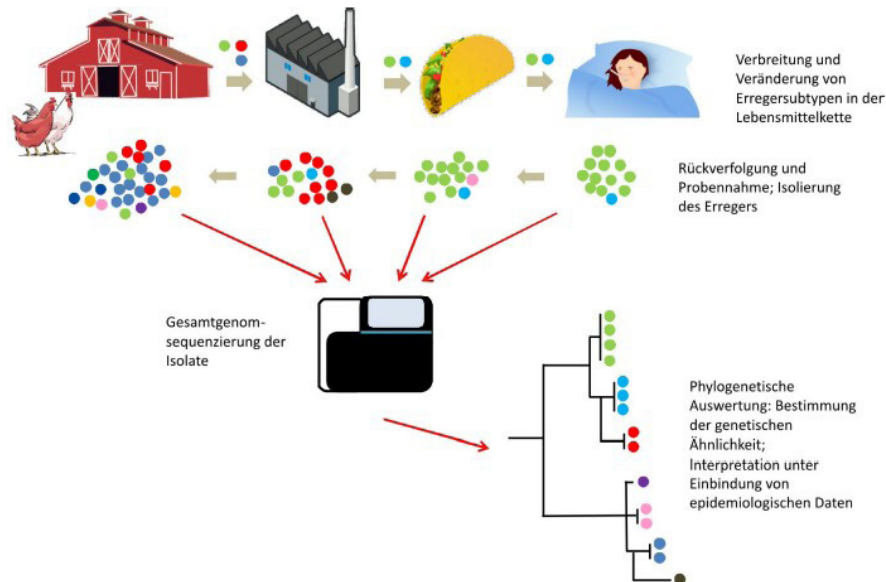 Verbreitung und
Veränderung von
Erregersubtypen in der
Lebensmittelkette
Rückverfolgung und
Probennahme; Isolierung
des Erregers
Gesamtgenom-
sequenzierung der
Isolate
Phylogenetische
Auswertung: Bestimmung
der genetischen
Ähnlichkeit;
Interpretation unter
Einbindung von
epidemiologischen Daten